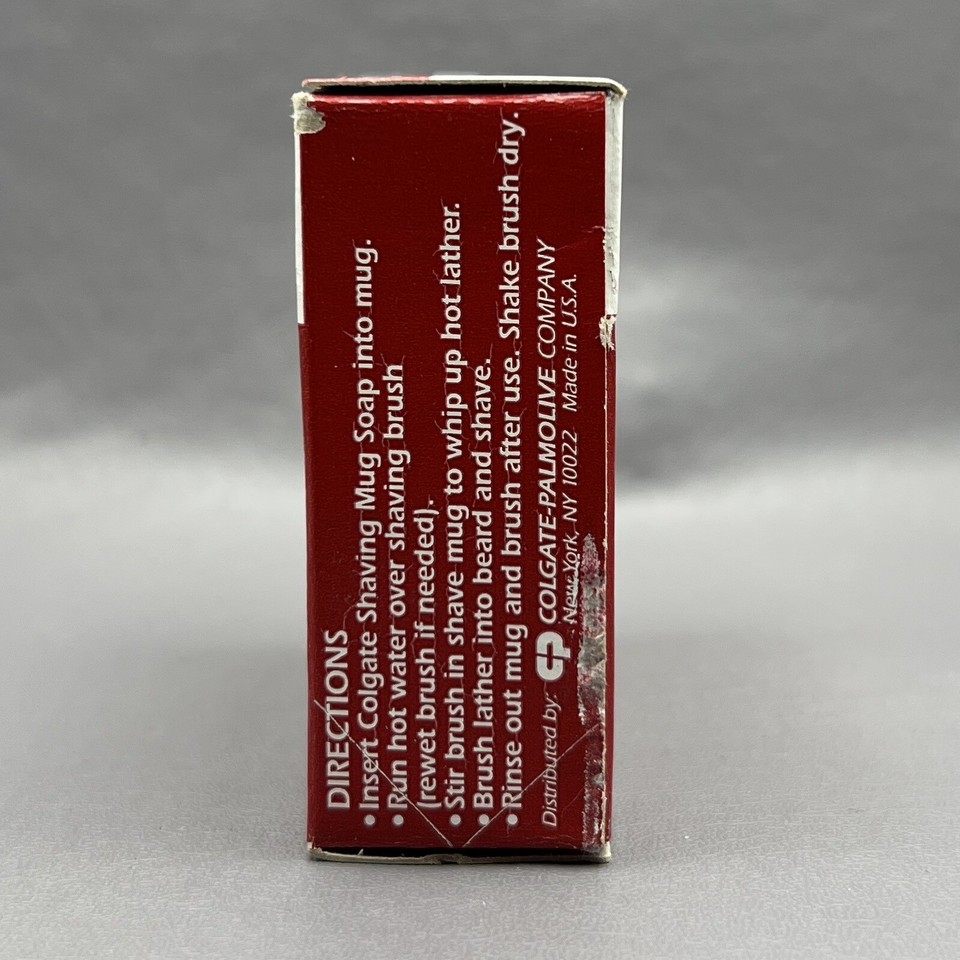 DIRECTIONS
•Insert Colgate Shaving Mug Soap into mug.
•Run hot water over shaving brush
(rewet brush if needed).
•Stir brush in shave mug to whip up hot lather.
•Brush lather into beard and shave.
•Rinse out mug and brush after use. Shake brush dry.
Distributed by: CP COLGATE-PALMOLIVE COMPANY
New York, NY 10022 Made in U.S.A.